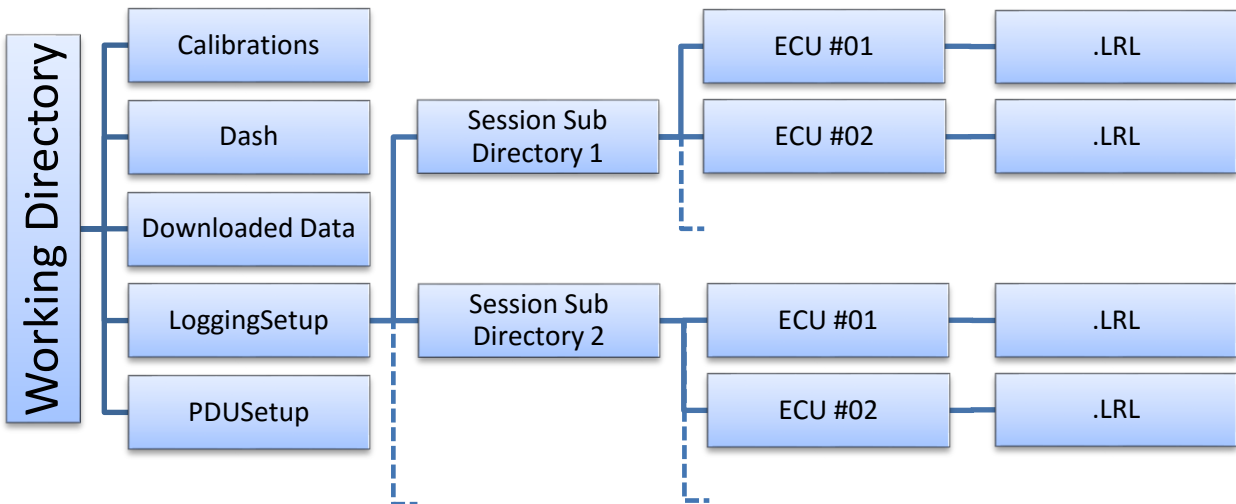 Working Directory
Calibrations
Dash
Downloaded Data
LoggingSetup
PDUSetup
Session Sub
Directory 1
ECU #01
.LRL
ECU #02
.LRL
Session Sub
Directory 2
ECU #01
.LRL
ECU #02
.LRL